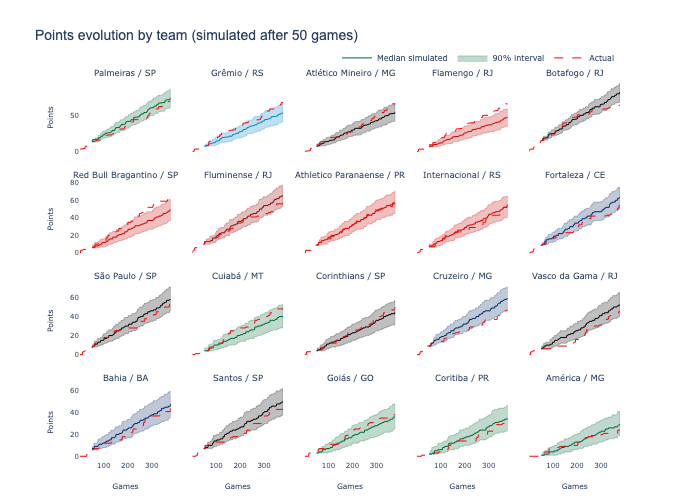 Points evolution by team (simulated after 50 games)
Median simulated 90% interval Actual
Palmeiras / SP Grêmio / RS Atlético Mineiro / MG Flamengo / RJ Botafogo / RJ
Points
50
0
Red Bull Bragantino / SP Fluminense / RJ Athletico Paranaense / PR Internacional / RS Fortaleza / CE
Points
80
60
40
20
0
São Paulo / SP Cuiabá / MT Corinthians / SP Cruzeiro / MG Vasco da Gama / RJ
Points
60
40
20
0
Bahia / BA Santos / SP Goiás / GO Coritiba / PR América / MG
Points
60
40
20
0
100 200 300 100 200 300 100 200 300 100 200 300 100 200 300
Games Games Games Games Games